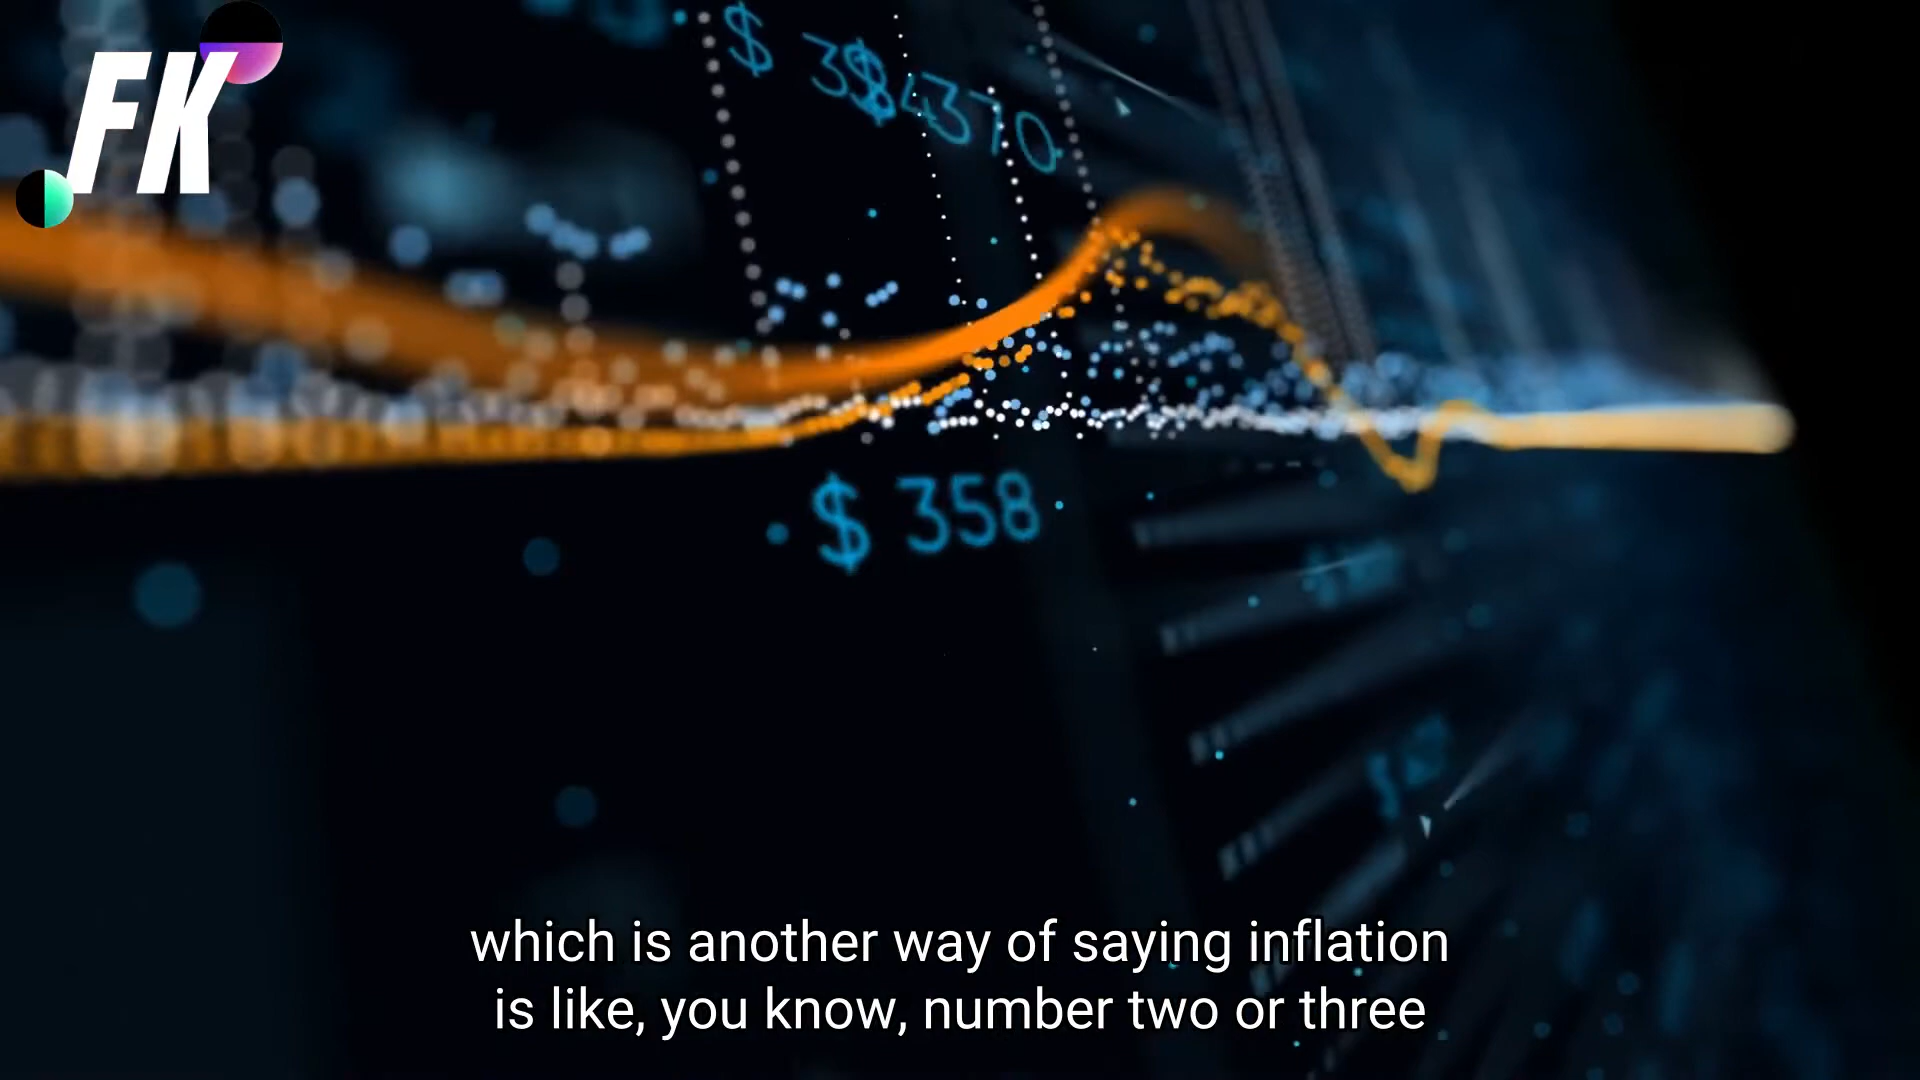 FK
$ 358
which is another way of saying inflation
is like, you know, number two or three